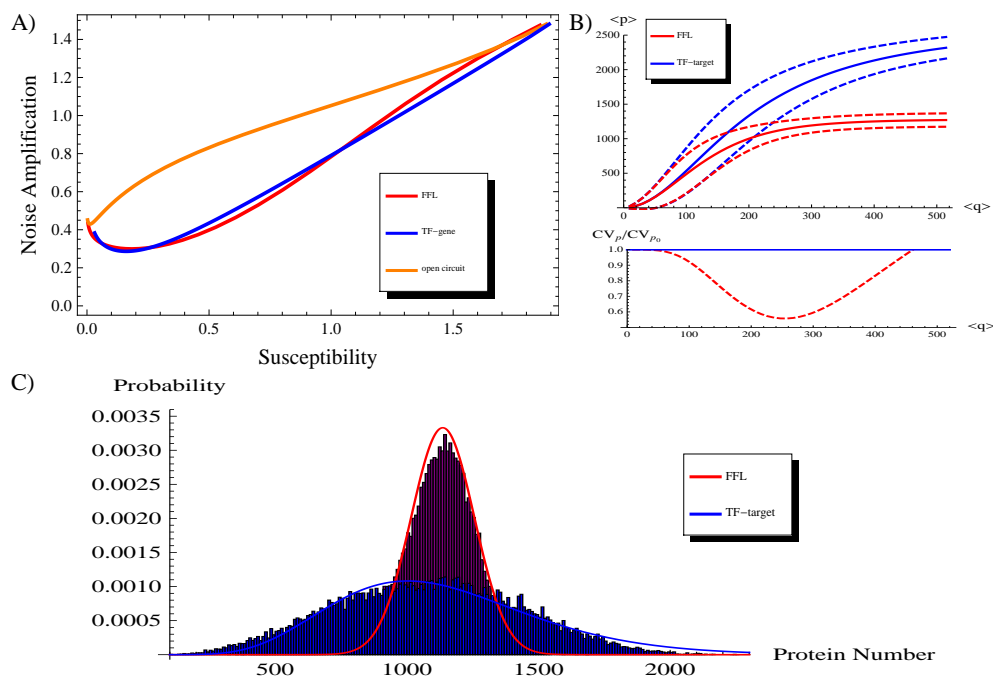 A)
Noise Amplification
1.4
1.2
1.0
0.8
0.6
0.4
0.2
0.0
0.0
0.5
1.0
1.5
Susceptibility
FFL
TF-gene
open circuit
B)
<p>
2500
2000
1500
1000
500
0
100
200
300
400
500
<q>
FFL
TF-target
CVp/CVp0
1.0
0.9
0.8
0.7
0.6
0
100
200
300
400
500
<q>
C)
Probability
0.0035
0.0030
0.0025
0.0020
0.0015
0.0010
0.0005
500
1000
1500
2000
Protein Number
FFL
TF-target